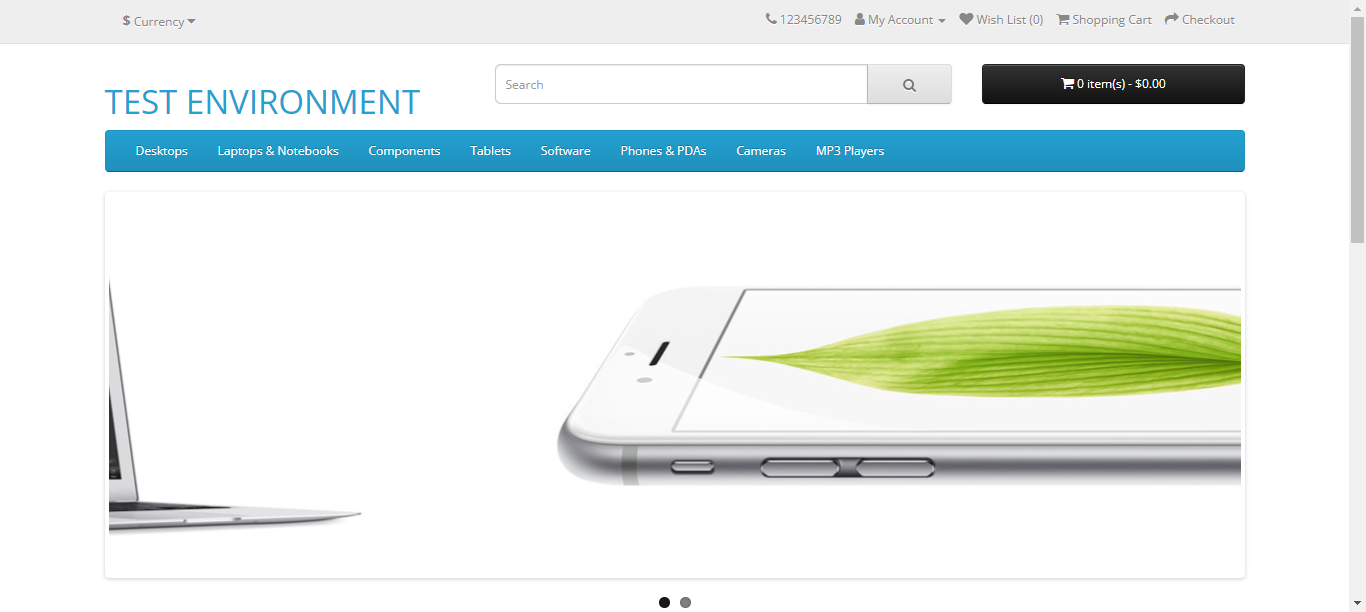 $ Currency 123456789 My Account Wish List (0) Shopping Cart Checkout
Search 0 item(s) - $0.00
TEST ENVIRONMENT
Desktops Laptops & Notebooks Components Tablets Software Phones & PDAs Cameras MP3 Players